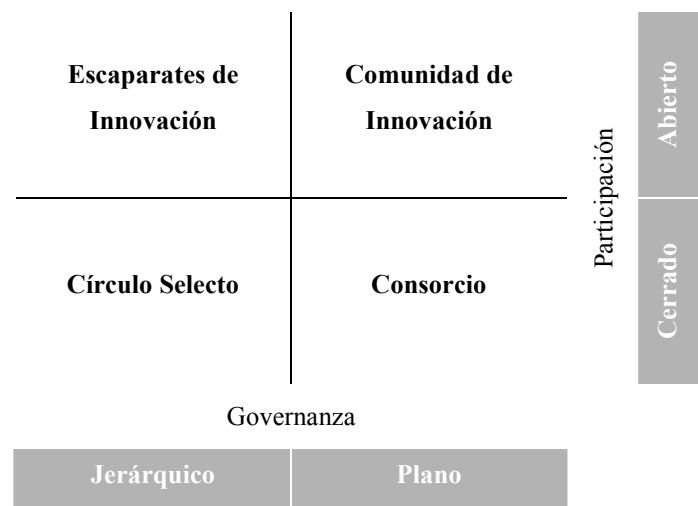 Escaparates de
Innovación
Comunidad de
Innovación
Participación
Abierto
Círculo Selecto
Consorcio
Cerrado
Governanza
Jerárquico
Plano